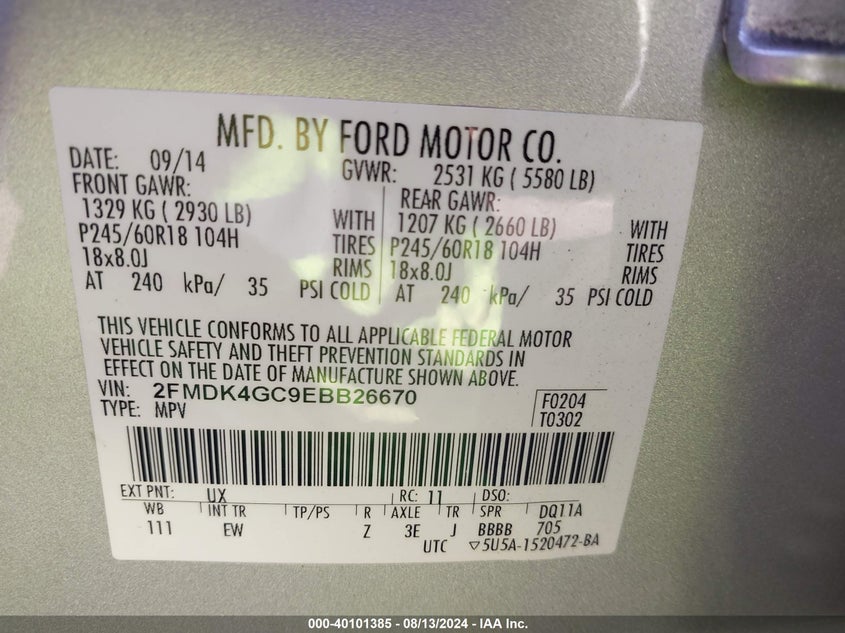 MFD. BY FORD MOTOR CO.
DATE: 09/14 GVWR: 2531 KG ( 5580 LB)
FRONT GAWR: REAR GAWR:
1329 KG ( 2930 LB) WITH 1207 KG ( 2660 LB) WITH
P245/60R18 104H TIRES P245/60R18 104H TIRES
18x8.0J RIMS 18x8.0J RIMS
AT 240 kPa/ 35 PSI COLD AT 240 kPa/ 35 PSI COLD
THIS VEHICLE CONFORMS TO ALL APPLICABLE FEDERAL MOTOR
VEHICLE SAFETY AND THEFT PREVENTION STANDARDS IN
EFFECT ON THE DATE OF MANUFACTURE SHOWN ABOVE.
VIN: 2FMDK4GC9EBB26670 F0204
TYPE: MPV T0302
EXT PNT: UX RC: 11 DSO:
WB INT TR TP/PS R AXLE TR SPR DQ11A
111 EW Z 3E J BBBB 705
UTC ▽5U5A-1520472-BA
000-40101385 - 08/13/2024 - IAA Inc.